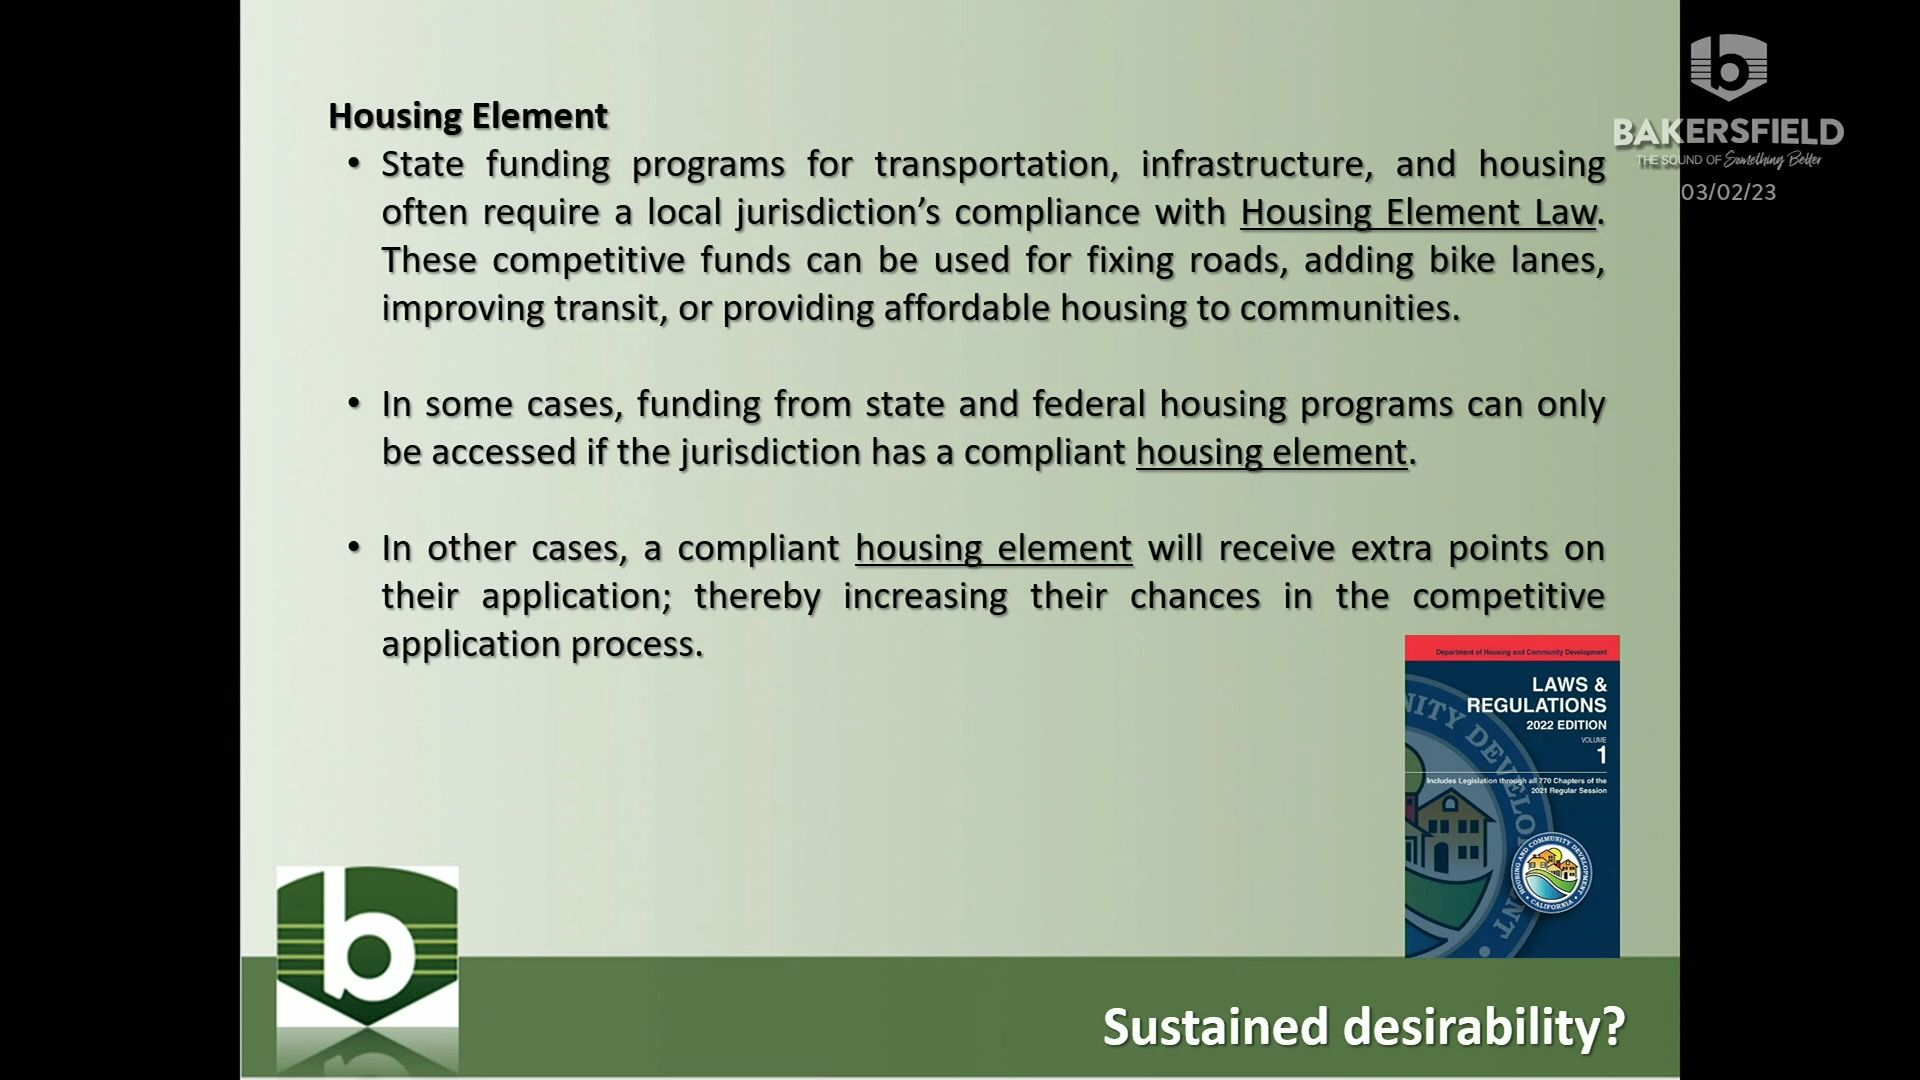 Housing Element
• State funding programs for transportation, infrastructure, and housing
often require a local jurisdiction’s compliance with Housing Element Law.
These competitive funds can be used for fixing roads, adding bike lanes,
improving transit, or providing affordable housing to communities.
• In some cases, funding from state and federal housing programs can only
be accessed if the jurisdiction has a compliant housing element.
• In other cases, a compliant housing element will receive extra points on
their application; thereby increasing their chances in the competitive
application process.
b
BAKERSFIELD
THE SOUND OF Something Better
03/02/23
Department of Housing and Community Development
LAWS &
REGULATIONS
2022 EDITION
VOLUME
1
Includes Legislation through all 770 Chapters of the
2021 Regular Session
HOUSING AND COMMUNITY DEVELOPMENT
• CALIFORNIA •
b
Sustained desirability?